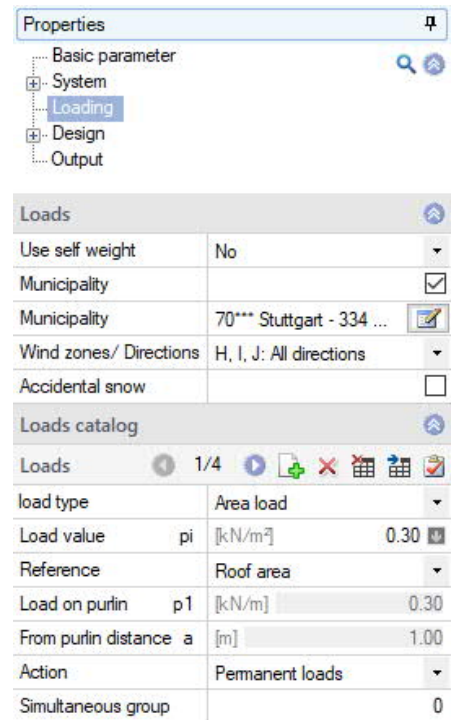 Properties
Basic parameter
System
Loading
Design
Output
Loads
Use self weight No
Municipality
Municipality 70*** Stuttgart - 334 ...
Wind zones/ Directions H, I, J: All directions
Accidental snow
Loads catalog
Loads 1/4
load type Area load
Load value pi [kN/m²] 0.30
Reference Roof area
Load on purlin p1 [kN/m] 0.30
From purlin distance a [m] 1.00
Action Permanent loads
Simultaneous group 0